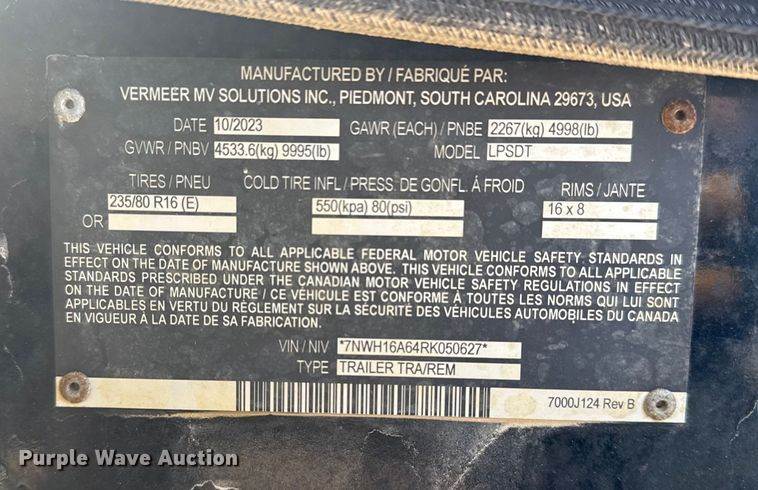 MANUFACTURED BY / FABRIQUÉ PAR:
VERMEER MV SOLUTIONS INC., PIEDMONT, SOUTH CAROLINA 29673, USA
DATE 10/2023 GAWR (EACH) / PNBE 2267(kg) 4998(lb)
GVWR / PNBV 4533.6(kg) 9995(lb) MODEL LPSDT
TIRES / PNEU COLD TIRE INFL / PRESS. DE GONFL. À FROID RIMS / JANTE
235/80 R16 (E) 550(kpa) 80(psi) 16 x 8
OR
THIS VEHICLE CONFORMS TO ALL APPLICABLE FEDERAL MOTOR VEHICLE SAFETY STANDARDS IN
EFFECT ON THE DATE OF MANUFACTURE SHOWN ABOVE. THIS VEHICLE CONFORMS TO ALL APPLICABLE
STANDARDS PRESCRIBED UNDER THE CANADIAN MOTOR VEHICLE SAFETY REGULATIONS IN EFFECT
ON THE DATE OF MANUFACTURE / CE VÉHICULE EST CONFORME À TOUTES LES NORMS QUI LUI SONT
APPLICABLES EN VERTU DU RÉGLEMENT SUR LA SÉCURITÉ DES VÉHICULES AUTOMOBILES DU CANADA
EN VIGUEUR À LA DATE DE SA FABRICATION.
VIN / NIV *7NWH16A64RK050627*
TYPE TRAILER TRA/REM
7000J124 Rev B
Purple Wave Auction